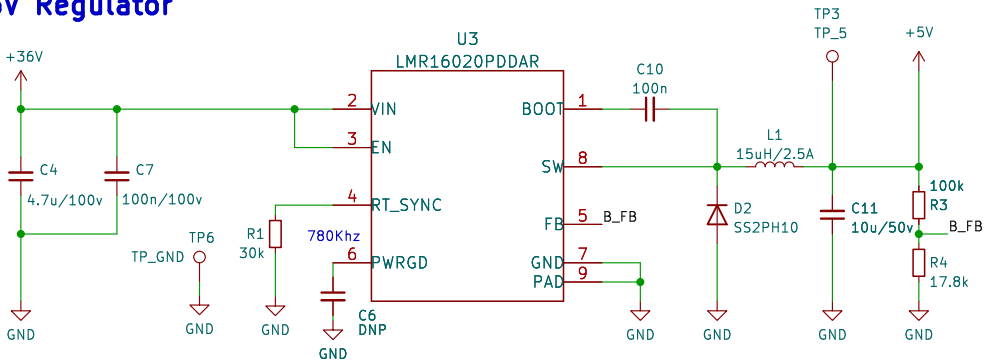 5V Regulator
+36V
C4
4.7u/100v
C7
100n/100v
GND
TP6
TP_GND
GND
R1
30k
GND
780Khz
C6
DNP
GND
U3
LMR16020PDDAR
2
VIN
3
EN
4
RT_SYNC
6
PWRGD
BOOT
1
SW
8
FB
5
B_FB
GND
7
PAD
9
GND
C10
100n
L1
15uH/2.5A
D2
SS2PH10
GND
TP3
TP_5
C11
10u/50v
GND
+5V
100k
R3
B_FB
R4
17.8k
GND